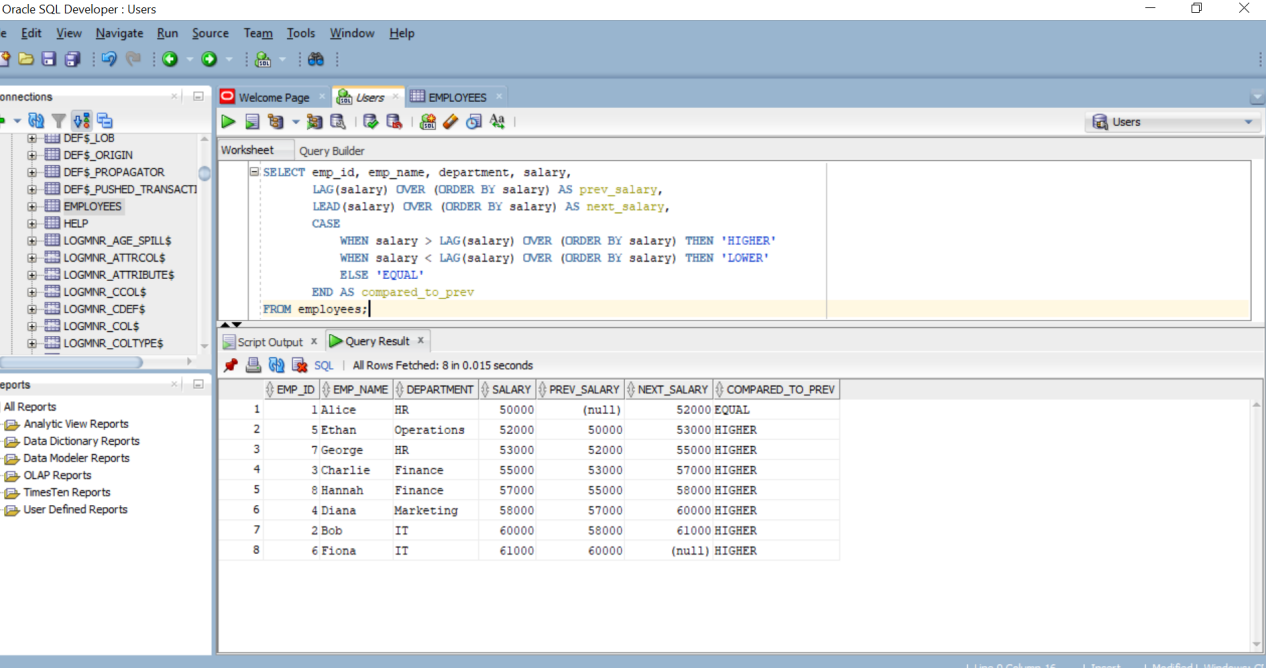 Oracle SQL Developer : Users
e Edit View Navigate Run Source Team Tools Window Help
onnections
Welcome Page
Users
EMPLOYEES
Users
DEF$_LOB
DEF$_ORIGIN
DEF$_PROPAGATOR
DEF$_PUSHED_TRANSACTI
EMPLOYEES
HELP
LOGMNR_AGE_SPILL$
LOGMNR_ATTRCOL$
LOGMNR_ATTRIBUTE$
LOGMNR_CCOL$
LOGMNR_CDEF$
LOGMNR_COL$
LOGMNR_COLTYPE$
eports
All Reports
Analytic View Reports
Data Dictionary Reports
Data Modeler Reports
OLAP Reports
TimesTen Reports
User Defined Reports
Worksheet Query Builder
SELECT emp_id, emp_name, department, salary,
LAG(salary) OVER (ORDER BY salary) AS prev_salary,
LEAD(salary) OVER (ORDER BY salary) AS next_salary,
CASE
WHEN salary > LAG(salary) OVER (ORDER BY salary) THEN 'HIGHER'
WHEN salary < LAG(salary) OVER (ORDER BY salary) THEN 'LOWER'
ELSE 'EQUAL'
END AS compared_to_prev
FROM employees;
Script Output x Query Result x
SQL | All Rows Fetched: 8 in 0.015 seconds
EMP_ID EMP_NAME DEPARTMENT SALARY PREV_SALARY NEXT_SALARY COMPARED_TO_PREV
1 1 Alice HR 50000 (null) 52000 EQUAL
2 5 Ethan Operations 52000 50000 53000 HIGHER
3 7 George HR 53000 52000 55000 HIGHER
4 3 Charlie Finance 55000 53000 57000 HIGHER
5 8 Hannah Finance 57000 55000 58000 HIGHER
6 4 Diana Marketing 58000 57000 60000 HIGHER
7 2 Bob IT 60000 58000 61000 HIGHER
8 6 Fiona IT 61000 60000 (null) HIGHER